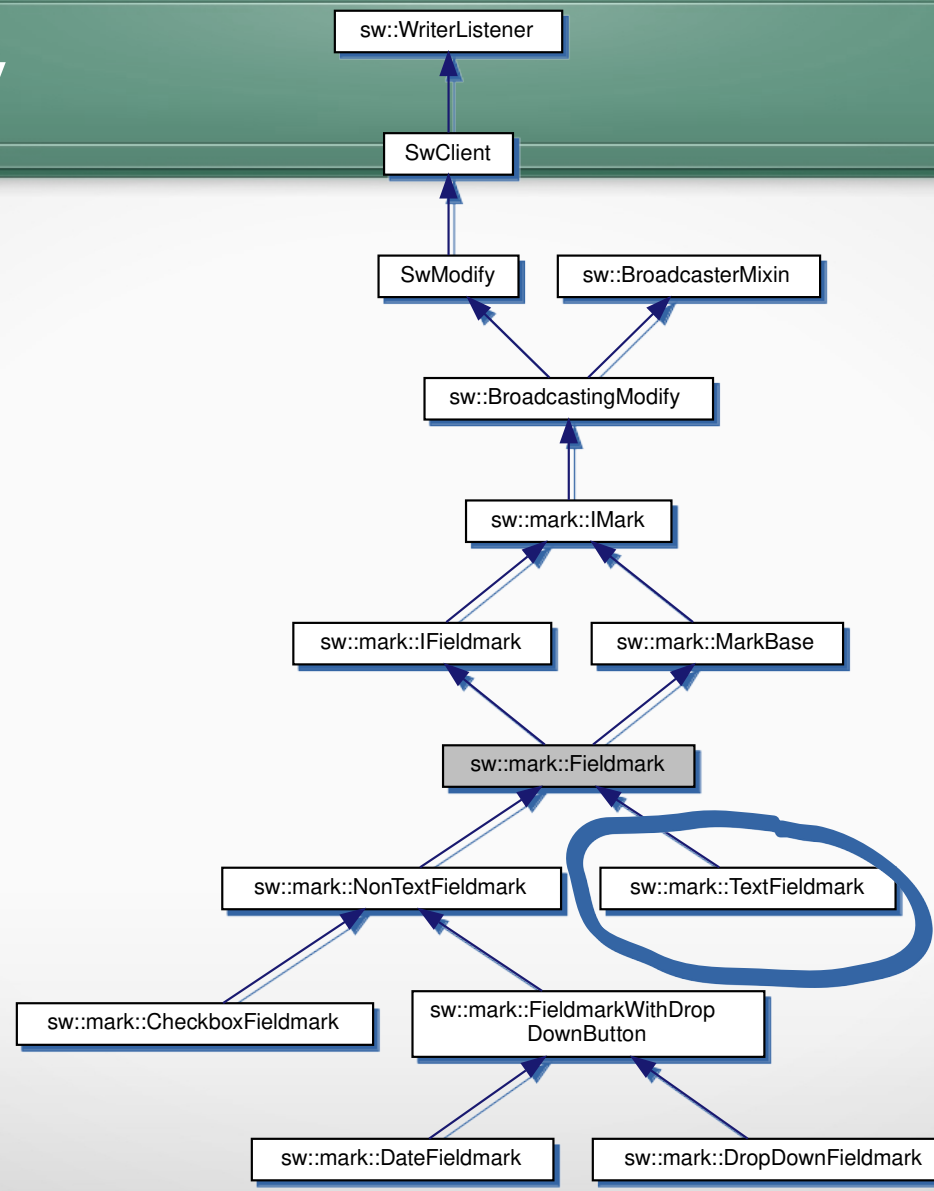 sw::WriterListener
SwClient
SwModify
sw::BroadcasterMixin
sw::BroadcastingModify
sw::mark::IMark
sw::mark::IFieldmark
sw::mark::MarkBase
sw::mark::Fieldmark
sw::mark::NonTextFieldmark
sw::mark::TextFieldmark
sw::mark::CheckboxFieldmark
sw::mark::FieldmarkWithDrop
DownButton
sw::mark::DateFieldmark
sw::mark::DropDownFieldmark